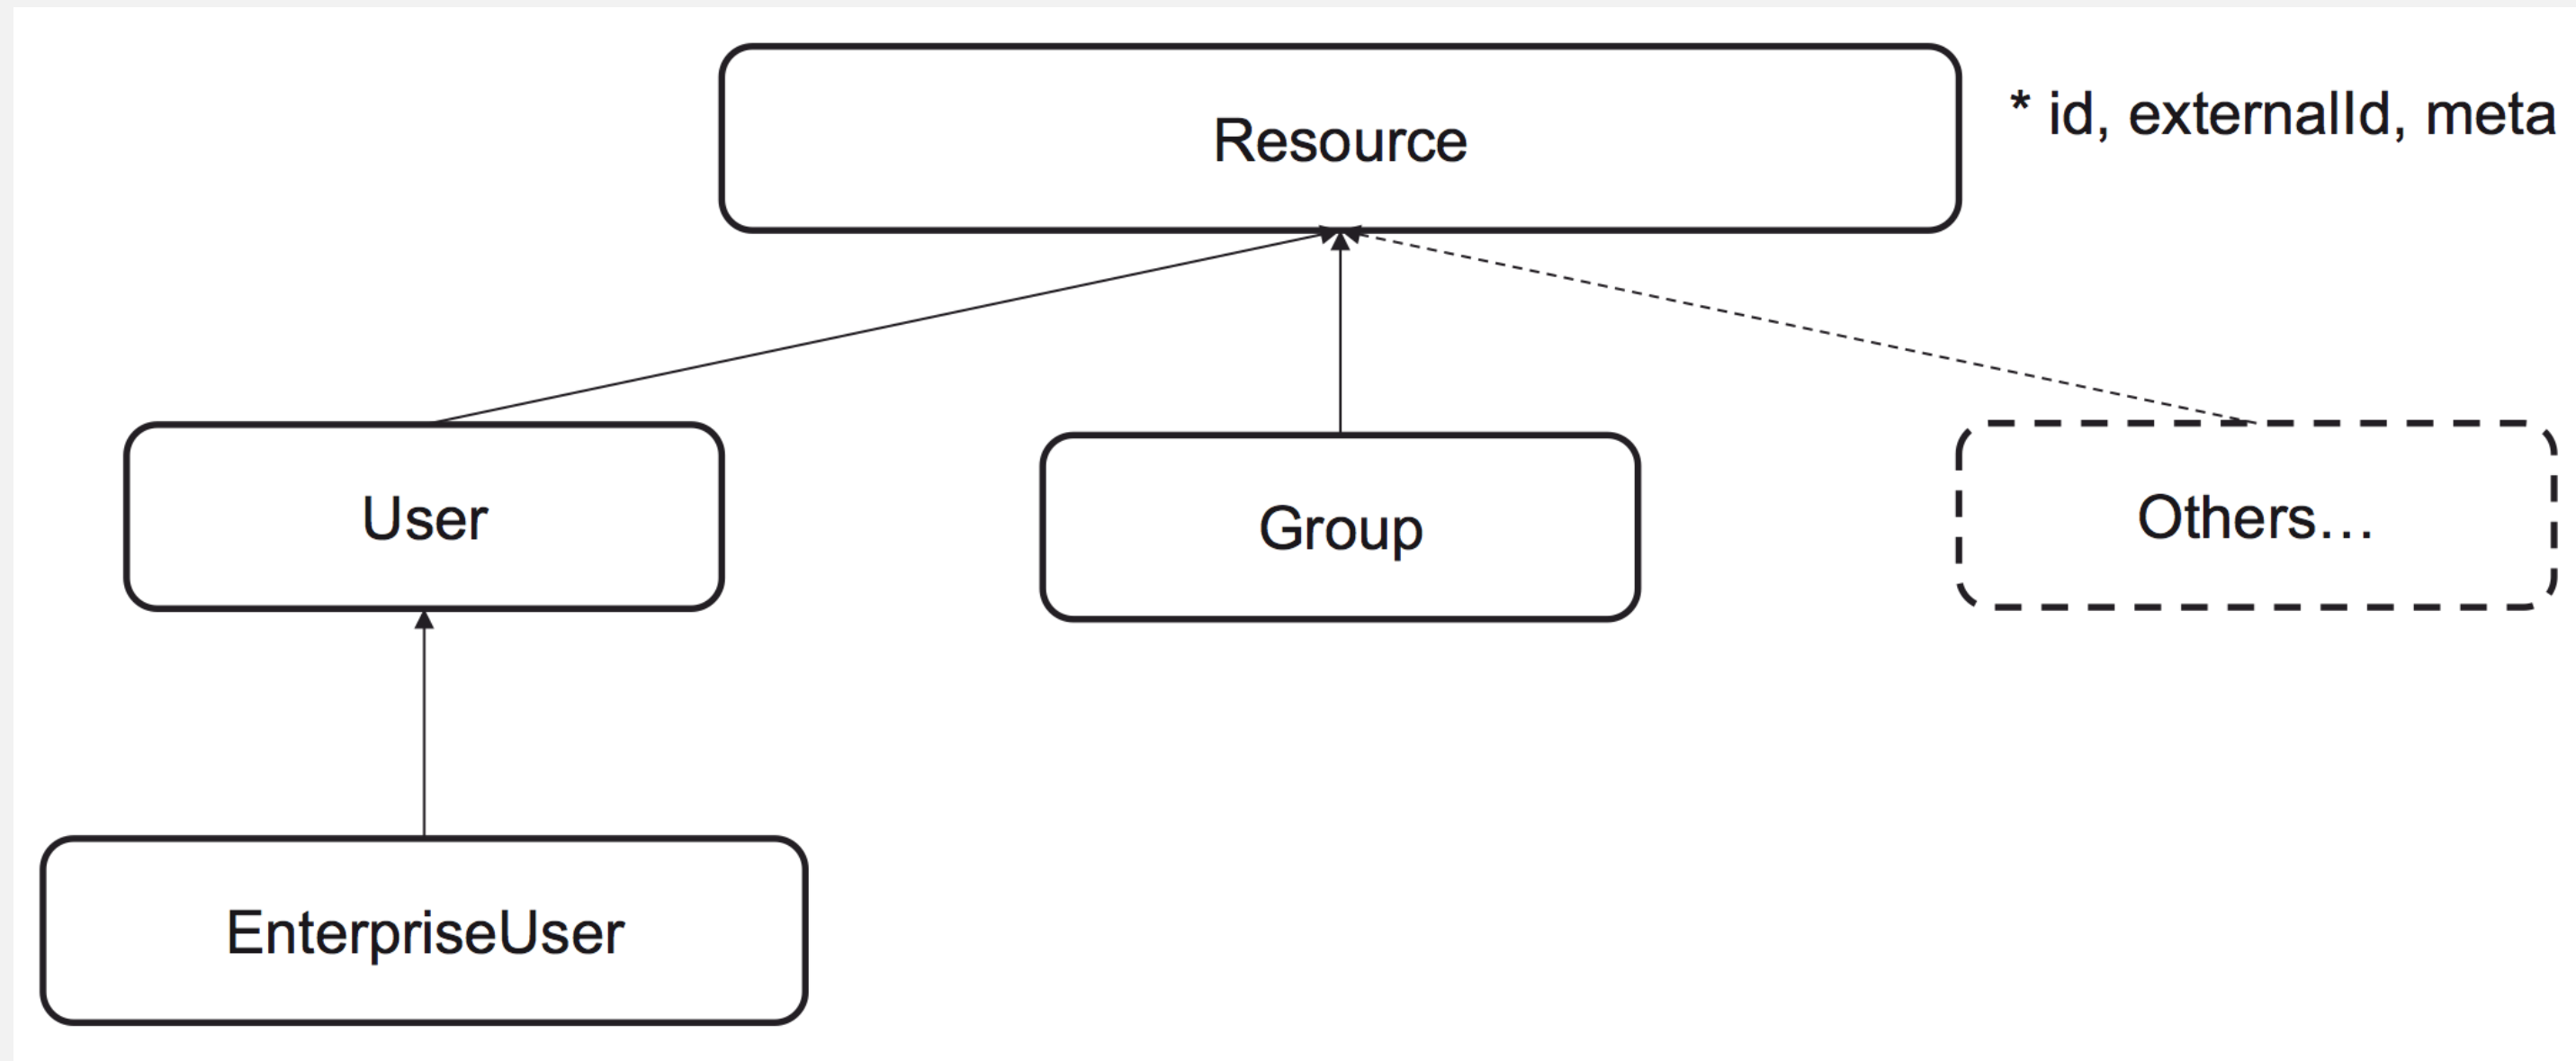 Resource
* id, externalId, meta
User
Group
Others…
EnterpriseUser